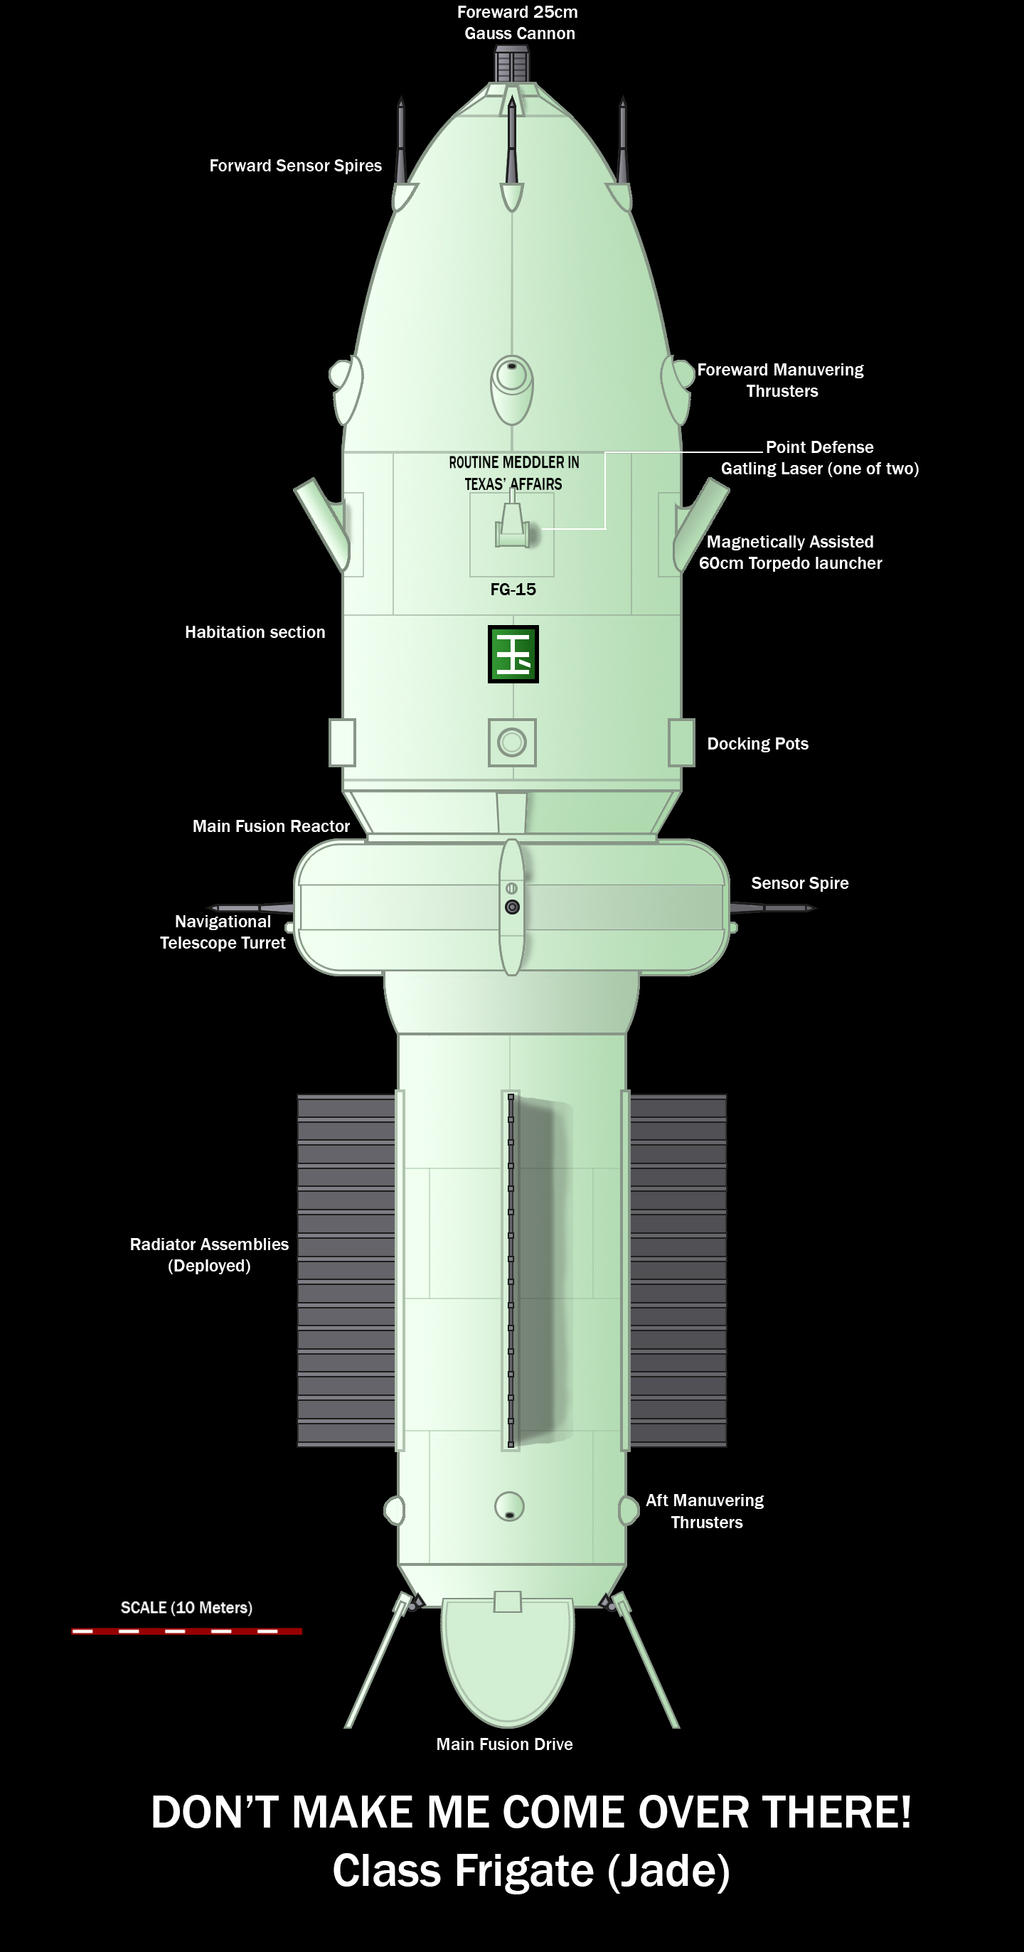 Foreward 25cm
Gauss Cannon
Forward Sensor Spires
Foreward Manuvering
Thrusters
Point Defense
Gatling Laser (one of two)
ROUTINE MEDDLER IN
TEXAS' AFFAIRS
Magnetically Assisted
60cm Torpedo launcher
FG-15
Habitation section
玉
Docking Pots
Main Fusion Reactor
Sensor Spire
Navigational
Telescope Turret
Radiator Assemblies
(Deployed)
Aft Manuvering
Thrusters
SCALE (10 Meters)
Main Fusion Drive
DON'T MAKE ME COME OVER THERE!
Class Frigate (Jade)